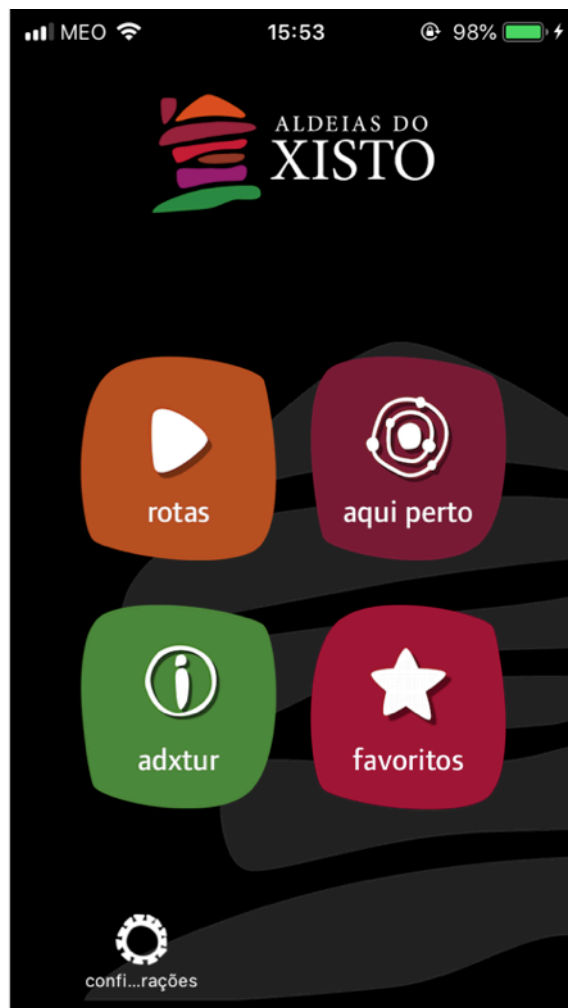 MEO 15:53 98%
ALDEIAS DO
XISTO
rotas
aqui perto
adxtur
favoritos
confi...rações